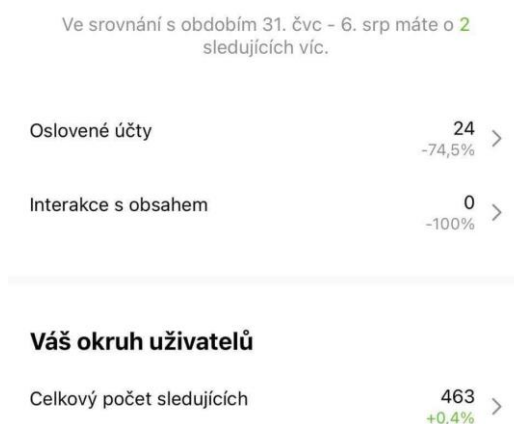 Ve srovnání s obdobím 31. čvc - 6. srp máte o 2
sledujících víc.
Oslovené účty 24
-74,5%
Interakce s obsahem 0
-100%
Váš okruh uživatelů
Celkový počet sledujících 463
+0,4%